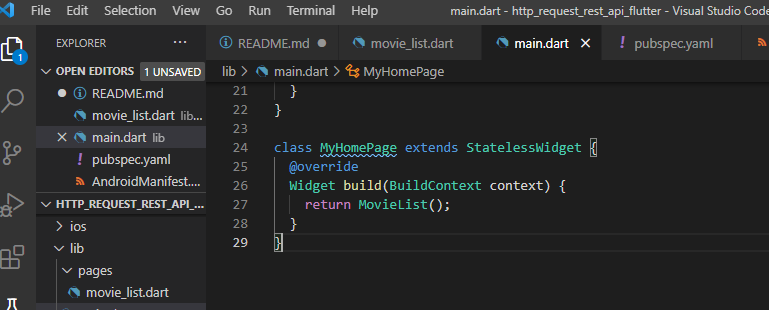 File Edit Selection View Go Run Terminal Help main.dart - http_request_rest_api_flutter - Visual Studio Code
EXPLORER ...
README.md movie_list.dart main.dart pubspec.yaml
OPEN EDITORS 1 UNSAVED
README.md
movie_list.dart lib...
main.dart lib
pubspec.yaml
AndroidManifest....
HTTP_REQUEST_REST_API_...
ios
lib
pages
movie_list.dart
1
lib > main.dart > MyHomePage
21 }
22 }
23
24 class MyHomePage extends StatelessWidget {
25 @override
26 Widget build(BuildContext context) {
27 return MovieList();
28 }
29 }